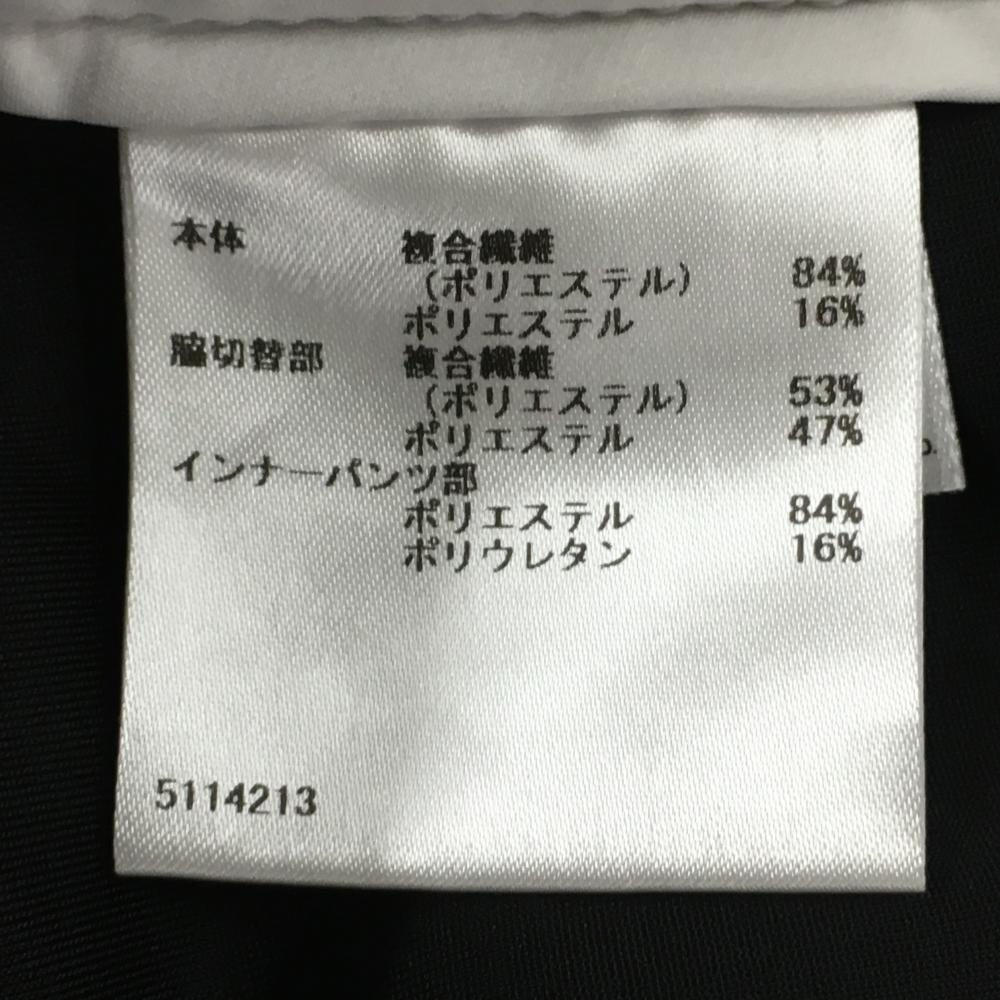 本体 複合繊維
(ポリエステル) 84%
ポリエステル 16%
脇切替部 複合繊維
(ポリエステル) 53%
ポリエステル 47%
インナーパンツ部
ポリエステル 84%
ポリウレタン 16%
5114213